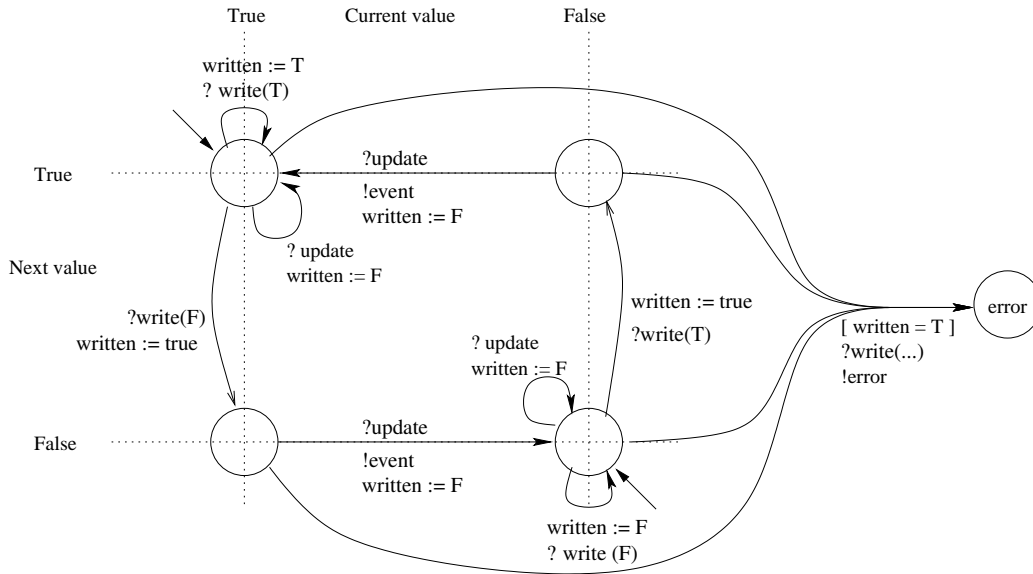 True
Current value
False
written := T
? write(T)
True
?update
!event
written := F
? update
written := F
Next value
?write(F)
written := true
written := true
?write(T)
error
[ written = T ]
?write(...)
!error
? update
written := F
False
?update
!event
written := F
written := F
? write (F)